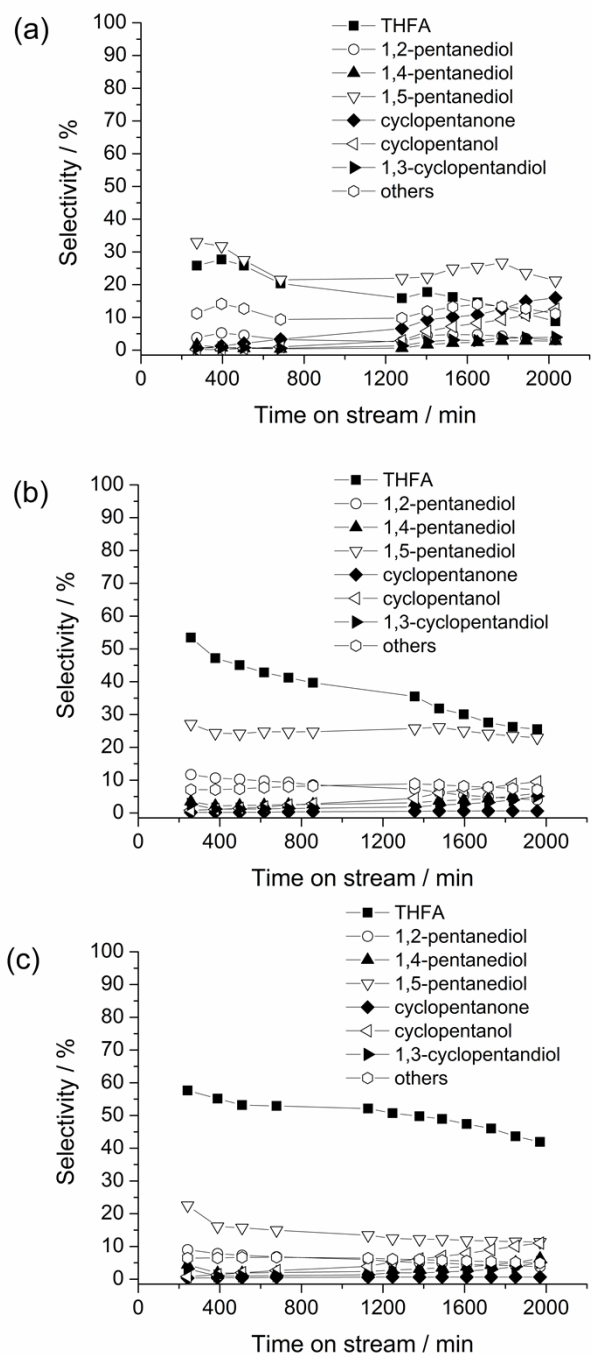 (a)
THFA
1,2-pentanediol
1,4-pentanediol
1,5-pentanediol
cyclopentanone
cyclopentanol
1,3-cyclopentandiol
others
Selectivity / %
100
90
80
70
60
50
40
30
20
10
0
0 400 800 1200 1600 2000
Time on stream / min
(b)
THFA
1,2-pentanediol
1,4-pentanediol
1,5-pentanediol
cyclopentanone
cyclopentanol
1,3-cyclopentandiol
others
Selectivity / %
100
90
80
70
60
50
40
30
20
10
0
0 400 800 1200 1600 2000
Time on stream / min
(c)
THFA
1,2-pentanediol
1,4-pentanediol
1,5-pentanediol
cyclopentanone
cyclopentanol
1,3-cyclopentandiol
others
Selectivity / %
100
90
80
70
60
50
40
30
20
10
0
0 400 800 1200 1600 2000
Time on stream / min